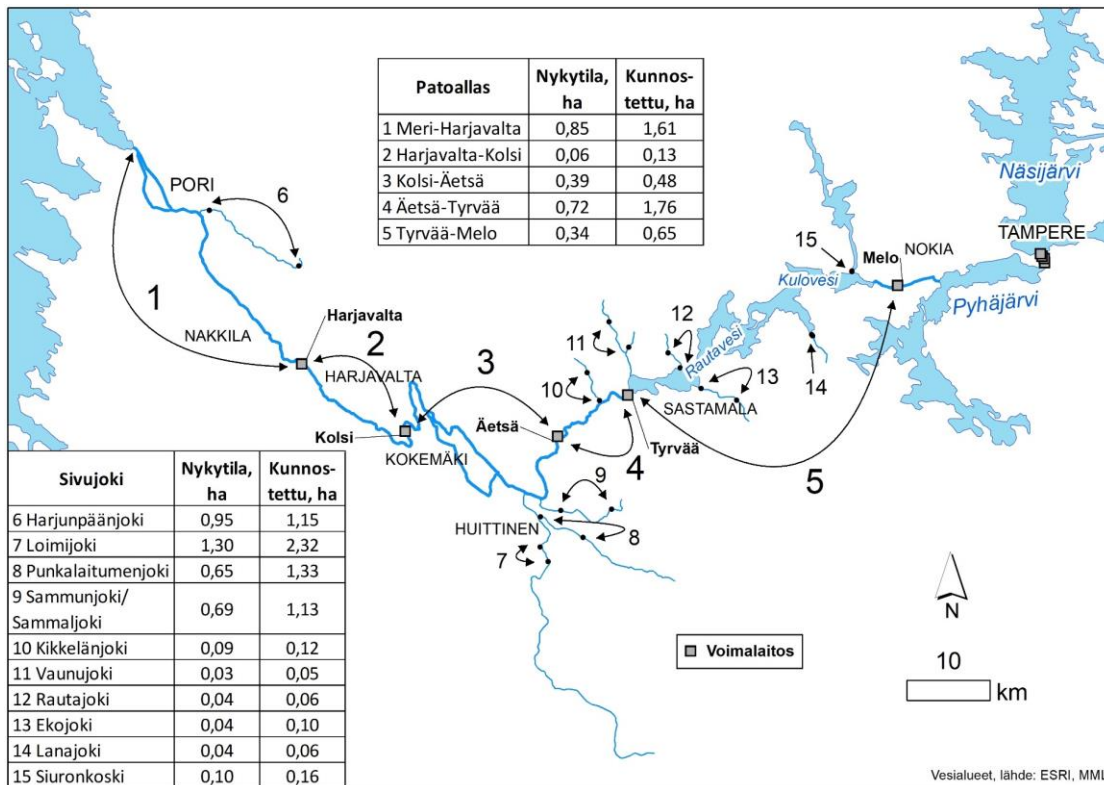 Patoallas Nykytila, ha Kunnos-tettu, ha
1 Meri-Harjavalta 0,85 1,61
2 Harjavalta-Kolsi 0,06 0,13
3 Kolsi-Äetsä 0,39 0,48
4 Äetsä-Tyrvää 0,72 1,76
5 Tyrvää-Melo 0,34 0,65
Näsijärvi
TAMPERE
PORI
6
15
Melo
NOKIA
Kulovesi
Pyhäjärvi
1
NAKKILA
Harjavalta
2
HARJAVALTA
3
11
12
Rautavesi
10
13
14
SASTAMALA
Äetsä
Kolsi
KOKEMÄKI
4
Tyrvää
5
9
HUITTINEN
8
7
Sivujoki Nykytila, ha Kunnos-tettu, ha
6 Harjunpäänjoki 0,95 1,15
7 Loimijoki 1,30 2,32
8 Punkalaitumenjoki 0,65 1,33
9 Sammunjoki/
Sammaljoki 0,69 1,13
10 Kikkelänjoki 0,09 0,12
11 Vaunujoki 0,03 0,05
12 Rautajoki 0,04 0,06
13 Ekojoki 0,04 0,10
14 Lanajoki 0,04 0,06
15 Siuronkoski 0,10 0,16
N
Voimalaitos
10
km
Vesialueet, lähde: ESRI, MML